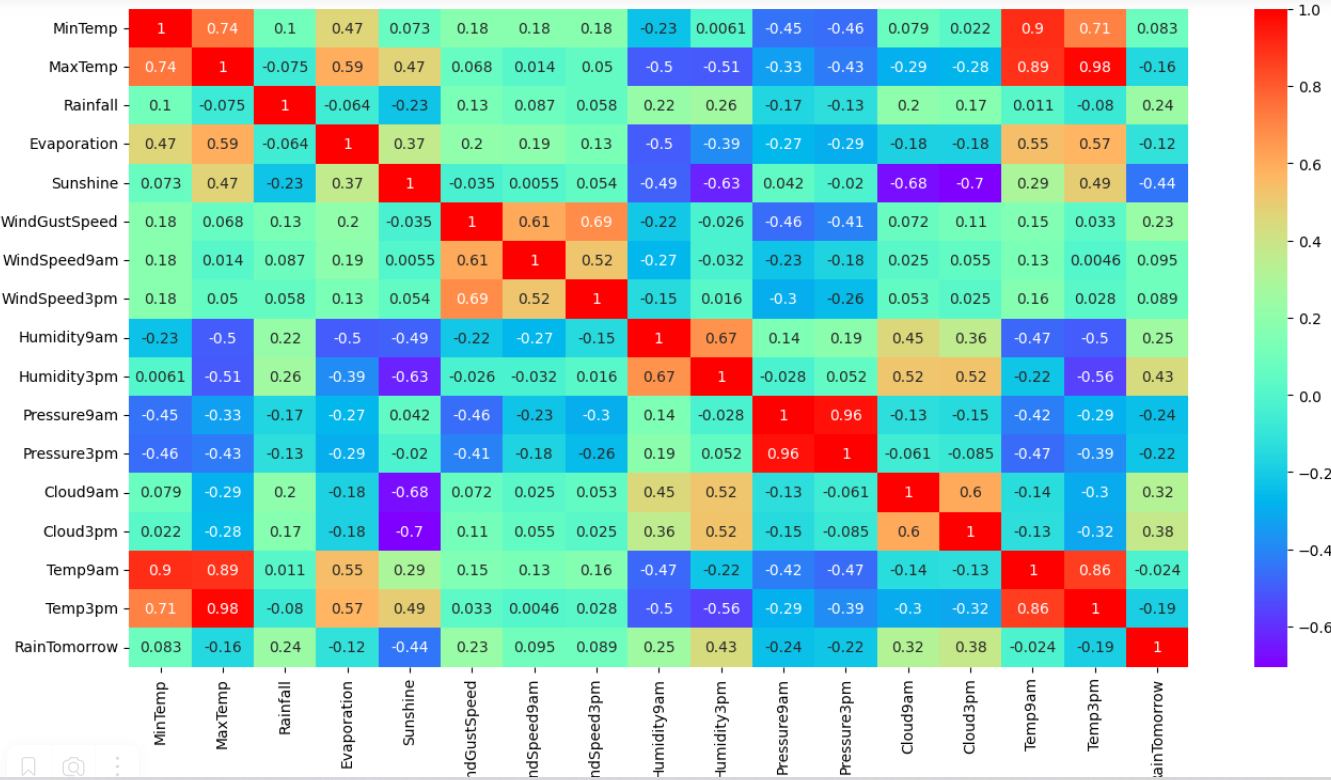 MinTemp 1 0.74 0.1 0.47 0.073 0.18 0.18 0.18 -0.23 0.0061 -0.45 -0.46 0.079 0.022 0.9 0.71 0.083
MaxTemp 0.74 1 -0.075 0.59 0.47 0.068 0.014 0.05 -0.5 -0.51 -0.33 -0.43 -0.29 -0.28 0.89 0.98 -0.16
Rainfall 0.1 -0.075 1 -0.064 -0.23 0.13 0.087 0.058 0.22 0.26 -0.17 -0.13 0.2 0.17 0.011 -0.08 0.24
Evaporation 0.47 0.59 -0.064 1 0.37 0.2 0.19 0.13 -0.5 -0.39 -0.27 -0.29 -0.18 -0.18 0.55 0.57 -0.12
Sunshine 0.073 0.47 -0.23 0.37 1 -0.035 0.0055 0.054 -0.49 -0.63 0.042 -0.02 -0.68 -0.7 0.29 0.49 -0.44
WindGustSpeed 0.18 0.068 0.13 0.2 -0.035 1 0.61 0.69 -0.22 -0.026 -0.46 -0.41 0.072 0.11 0.15 0.033 0.23
WindSpeed9am 0.18 0.014 0.087 0.19 0.0055 0.61 1 0.52 -0.27 -0.032 -0.23 -0.18 0.025 0.055 0.13 0.0046 0.095
WindSpeed3pm 0.18 0.05 0.058 0.13 0.054 0.69 0.52 1 -0.15 0.016 -0.3 -0.26 0.053 0.025 0.16 0.028 0.089
Humidity9am -0.23 -0.5 0.22 -0.5 -0.49 -0.22 -0.27 -0.15 1 0.67 0.14 0.19 0.45 0.36 -0.47 -0.5 0.25
Humidity3pm 0.0061 -0.51 0.26 -0.39 -0.63 -0.026 -0.032 0.016 0.67 1 -0.028 0.052 0.52 0.52 -0.22 -0.56 0.43
Pressure9am -0.45 -0.33 -0.17 -0.27 0.042 -0.46 -0.23 -0.3 0.14 -0.028 1 0.96 -0.13 -0.15 -0.42 -0.29 -0.24
Pressure3pm -0.46 -0.43 -0.13 -0.29 -0.02 -0.41 -0.18 -0.26 0.19 0.052 0.96 1 -0.061 -0.085 -0.47 -0.39 -0.22
Cloud9am 0.079 -0.29 0.2 -0.18 -0.68 0.072 0.025 0.053 0.45 0.52 -0.13 -0.061 1 0.6 -0.14 -0.3 0.32
Cloud3pm 0.022 -0.28 0.17 -0.18 -0.7 0.11 0.055 0.025 0.36 0.52 -0.15 -0.085 0.6 1 -0.13 -0.32 0.38
Temp9am 0.9 0.89 0.011 0.55 0.29 0.15 0.13 0.16 -0.47 -0.22 -0.42 -0.47 -0.14 -0.13 1 0.86 -0.024
Temp3pm 0.71 0.98 -0.08 0.57 0.49 0.033 0.0046 0.028 -0.5 -0.56 -0.29 -0.39 -0.3 -0.32 0.86 1 -0.19
RainTomorrow 0.083 -0.16 0.24 -0.12 -0.44 0.23 0.095 0.089 0.25 0.43 -0.24 -0.22 0.32 0.38 -0.024 -0.19 1
MinTemp
MaxTemp
Rainfall
Evaporation
Sunshine
ndGustSpeed
ndSpeed9am
ndSpeed3pm
Humidity9am
Humidity3pm
Pressure9am
Pressure3pm
Cloud9am
Cloud3pm
Temp9am
Temp3pm
ainTomorrow
1.0
0.8
0.6
0.4
0.2
0.0
−0.2
−0.4
−0.6